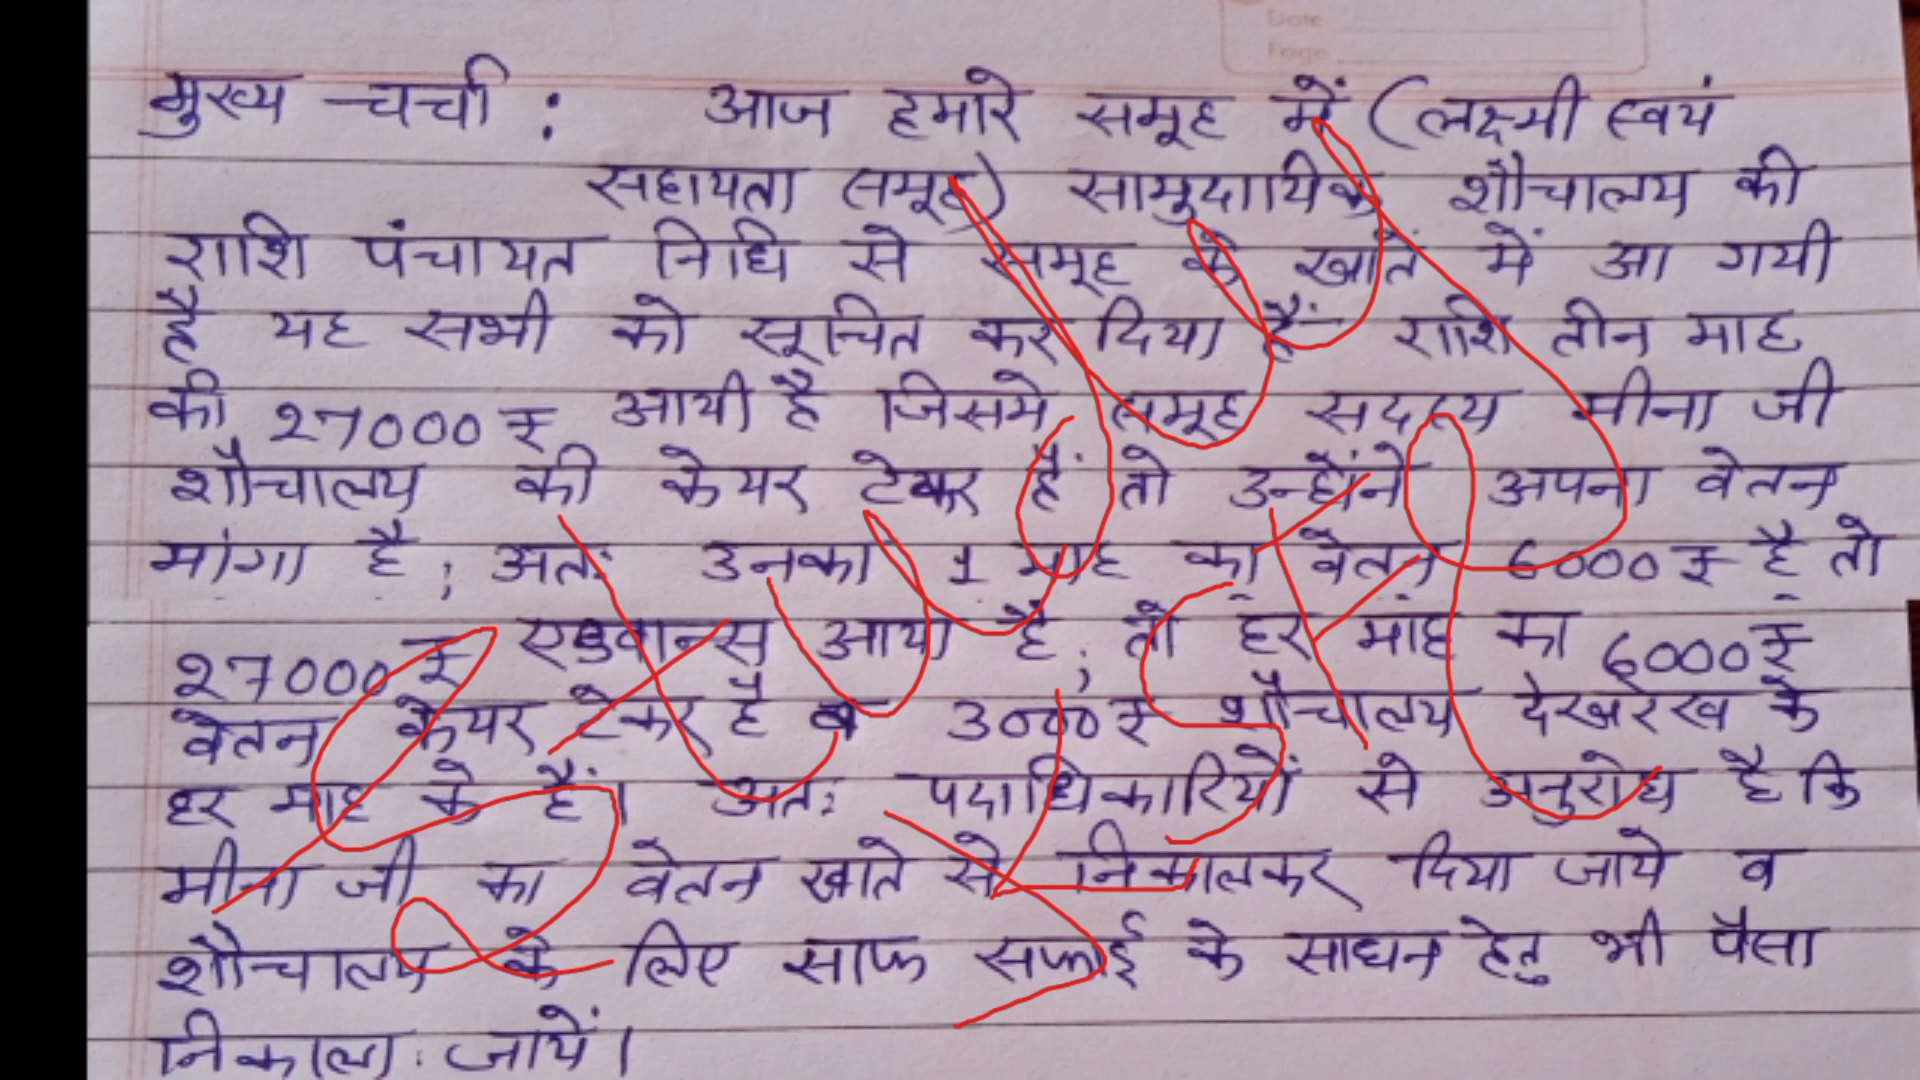 Date
Page
मुख्य चर्चा : आज हमारे समूह में (लक्ष्मी स्वयं
सहायता समूह) सामुदायिक शौचालय की
राशि पंचायत निधि से समूह के खातें में आ गयी
है यह सभी को सूचित कर दिया हैं राशि तीन माह
की 27000 ₹ आयी है जिसमे समूह सदस्य मीना जी
शौचालय की केयर टेकर हैं तो उन्होंने अपना वेतन
मांगा है ; अतः उनका 1 माह का वेतन 6000 ₹ है तो
27000 ₹ एडवान्स आया है ; तो हर माह का 6000 ₹
वेतन केयर टेकर है व 3000 ₹ शौचालय देखरेख के
हर माह के हैं। अतः पदाधिकारियों से अनुरोध है कि
मीना जी का वेतन खाते से निकालकर दिया जाये व
शौचालय के लिए साफ सफाई के साधन हेतु भी पैसा
निकाला जायें।